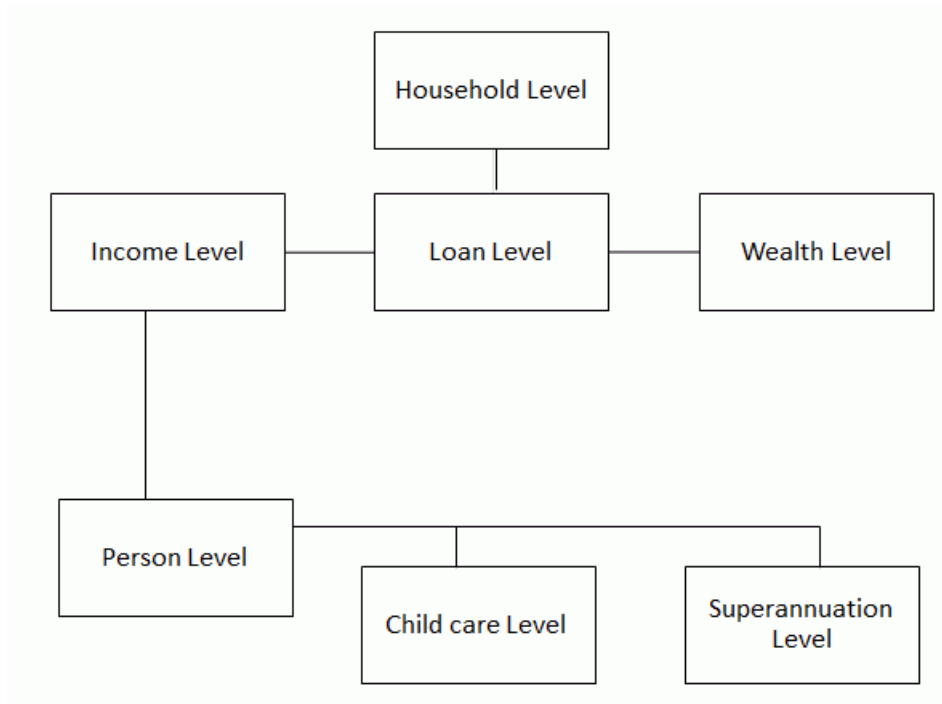 Household Level
Income Level
Loan Level
Wealth Level
Person Level
Child care Level
Superannuation
Level